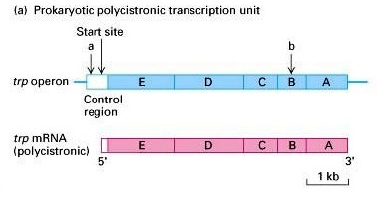 (a) Prokaryotic polycistronic transcription unit
Start site
a b
trp operon E D C B A
Control
region
trp mRNA
(polycistronic) E D C B A
5' 3'
1 kb